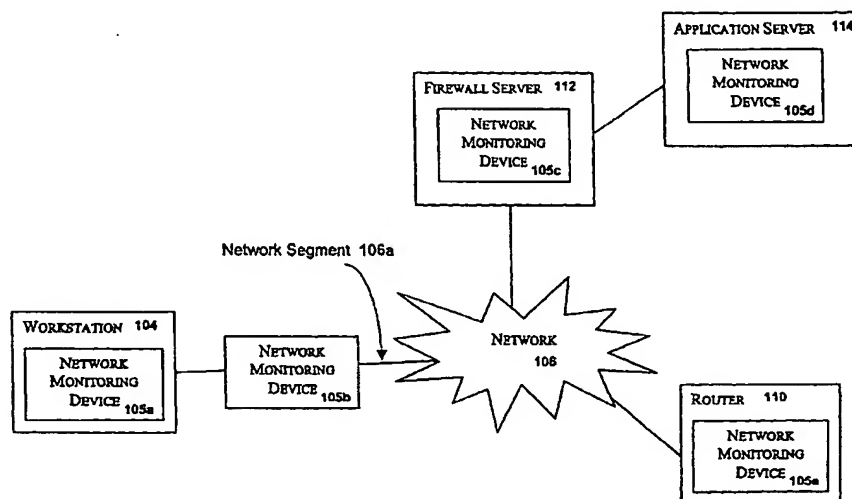 APPLICATION SERVER 114
NETWORK
MONITORING
DEVICE 105d
FIREWALL SERVER 112
NETWORK
MONITORING
DEVICE 105c
Network Segment 106a
WORKSTATION 104
NETWORK
MONITORING
DEVICE 105a
NETWORK
MONITORING
DEVICE 105b
NETWORK
106
ROUTER 110
NETWORK
MONITORING
DEVICE 105e